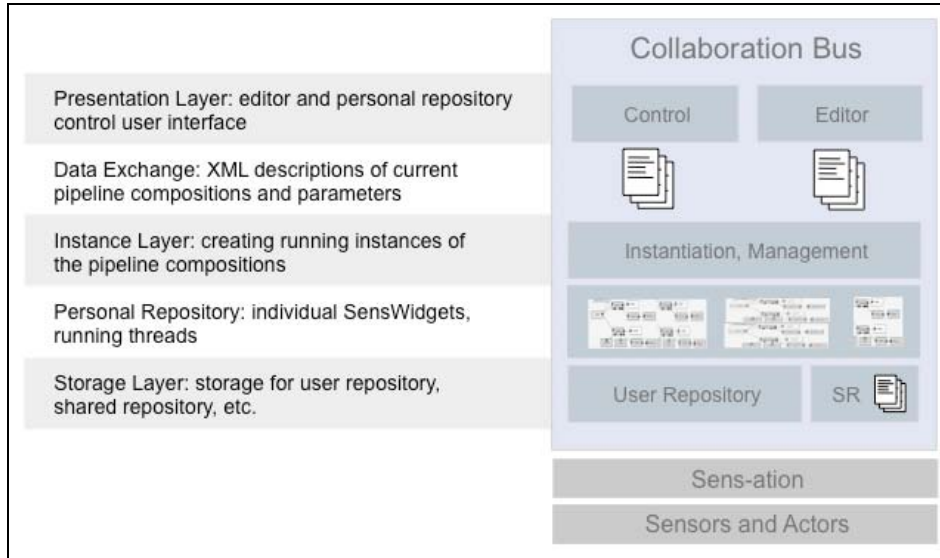 Collaboration Bus
Presentation Layer: editor and personal repository
control user interface
Control
Editor
Data Exchange: XML descriptions of current
pipeline compositions and parameters
Instance Layer: creating running instances of
the pipeline compositions
Instantiation, Management
Personal Repository: individual SensWidgets,
running threads
Storage Layer: storage for user repository,
shared repository, etc.
User Repository
SR
Sens-ation
Sensors and Actors